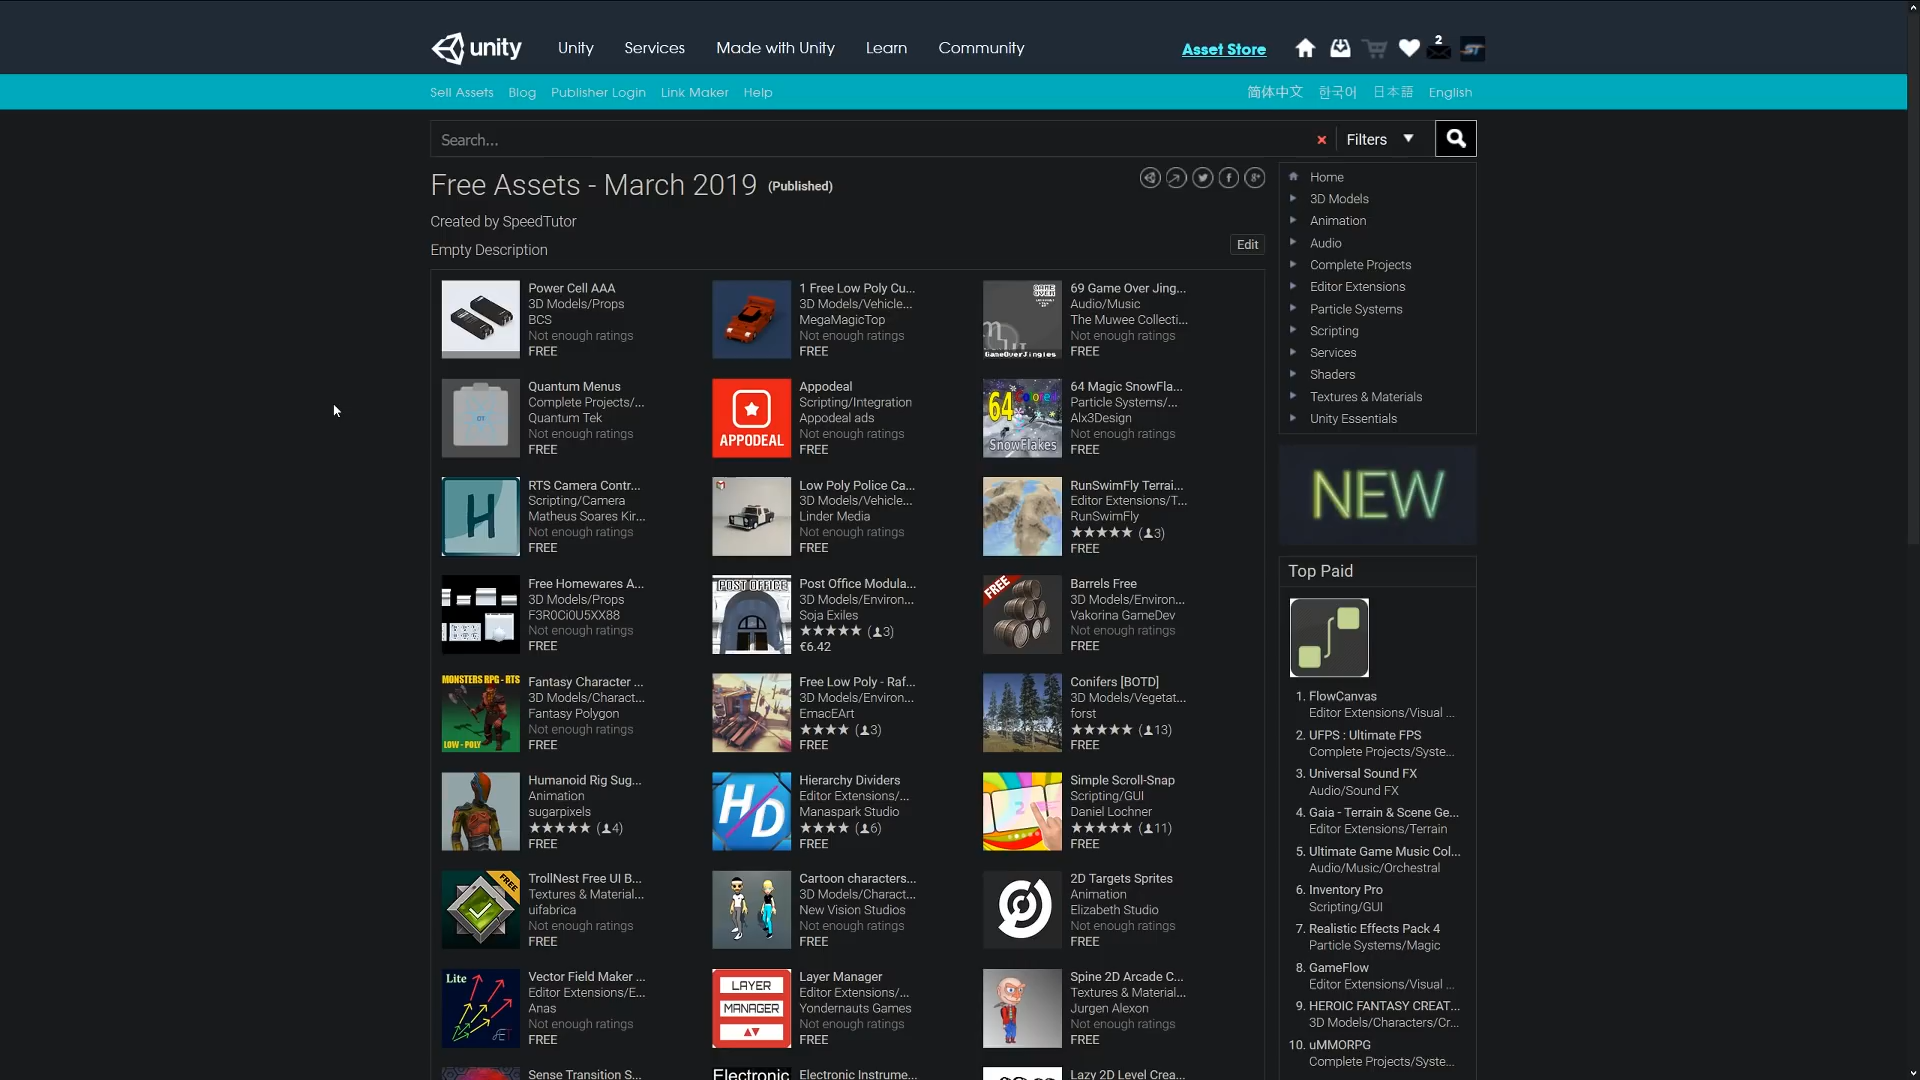 unity
Unity
Services
Made with Unity
Learn
Community
Asset Store
2
Sell Assets
Blog
Publisher Login
Link Maker
Help
简体中文
한국어
日本語
English
Search...
Filters
Free Assets - March 2019 (Published)
Created by SpeedTutor
Empty Description
Edit
Power Cell AAA
3D Models/Props
BCS
Not enough ratings
FREE
1 Free Low Poly Cu...
3D Models/Vehicle...
MegaMagicTop
Not enough ratings
FREE
GAME OVER
GameOverJingles
69 Game Over Jing...
Audio/Music
The Muwee Collecti...
Not enough ratings
FREE
Quantum Menus
Complete Projects/...
Quantum Tek
Not enough ratings
FREE
APPODEAL
Appodeal
Scripting/Integration
Appodeal ads
Not enough ratings
FREE
64 Colored
SnowFlakes
64 Magic SnowFla...
Particle Systems/...
Alx3Design
Not enough ratings
FREE
H
RTS Camera Contr...
Scripting/Camera
Matheus Soares Kir...
Not enough ratings
FREE
Low Poly Police Ca...
3D Models/Vehicle...
Linder Media
Not enough ratings
FREE
RunSwimFly Terrai...
Editor Extensions/T...
RunSwimFly
(3)
FREE
Free Homewares A...
3D Models/Props
F3R0Ci0U5XX88
Not enough ratings
FREE
POST OFFICE
Post Office Modula...
3D Models/Environ...
Soja Exiles
(3)
€6.42
FREE
Barrels Free
3D Models/Environ...
Vakorina GameDev
Not enough ratings
FREE
MONSTERS RPG - RTS
LOW - POLY
Fantasy Character ...
3D Models/Charact...
Fantasy Polygon
Not enough ratings
FREE
Free Low Poly - Raf...
3D Models/Environ...
EmacEArt
(3)
FREE
Conifers [BOTD]
3D Models/Vegetat...
forst
(13)
FREE
Humanoid Rig Sug...
Animation
sugarpixels
(4)
FREE
HD
Hierarchy Dividers
Editor Extensions/...
Manaspark Studio
(6)
FREE
2
Simple Scroll-Snap
Scripting/GUI
Daniel Lochner
(11)
FREE
FREE
TrollNest Free UI B...
Textures & Material...
uifabrica
Not enough ratings
FREE
Cartoon characters...
3D Models/Charact...
New Vision Studios
Not enough ratings
FREE
2D Targets Sprites
Animation
Elizabeth Studio
Not enough ratings
FREE
Lite
Vector Field Maker ...
Editor Extensions/E...
Anas
Not enough ratings
FREE
LAYER
MANAGER
Layer Manager
Editor Extensions/...
Yondernauts Games
Not enough ratings
FREE
Spine 2D Arcade C...
Textures & Material...
Jurgen Alexon
Not enough ratings
FREE
Sense Transition S...
Electronic
Electronic Instrume...
Lazy 2D Level Crea...
Home
3D Models
Animation
Audio
Complete Projects
Editor Extensions
Particle Systems
Scripting
Services
Shaders
Textures & Materials
Unity Essentials
NEW
Top Paid
1. FlowCanvas
Editor Extensions/Visual ...
2. UFPS : Ultimate FPS
Complete Projects/Syste...
3. Universal Sound FX
Audio/Sound FX
4. Gaia - Terrain & Scene Ge...
Editor Extensions/Terrain
5. Ultimate Game Music Col...
Audio/Music/Orchestral
6. Inventory Pro
Scripting/GUI
7. Realistic Effects Pack 4
Particle Systems/Magic
8. GameFlow
Editor Extensions/Visual ...
9. HEROIC FANTASY CREAT...
3D Models/Characters/Cr...
10. uMMORPG
Complete Projects/Syste...